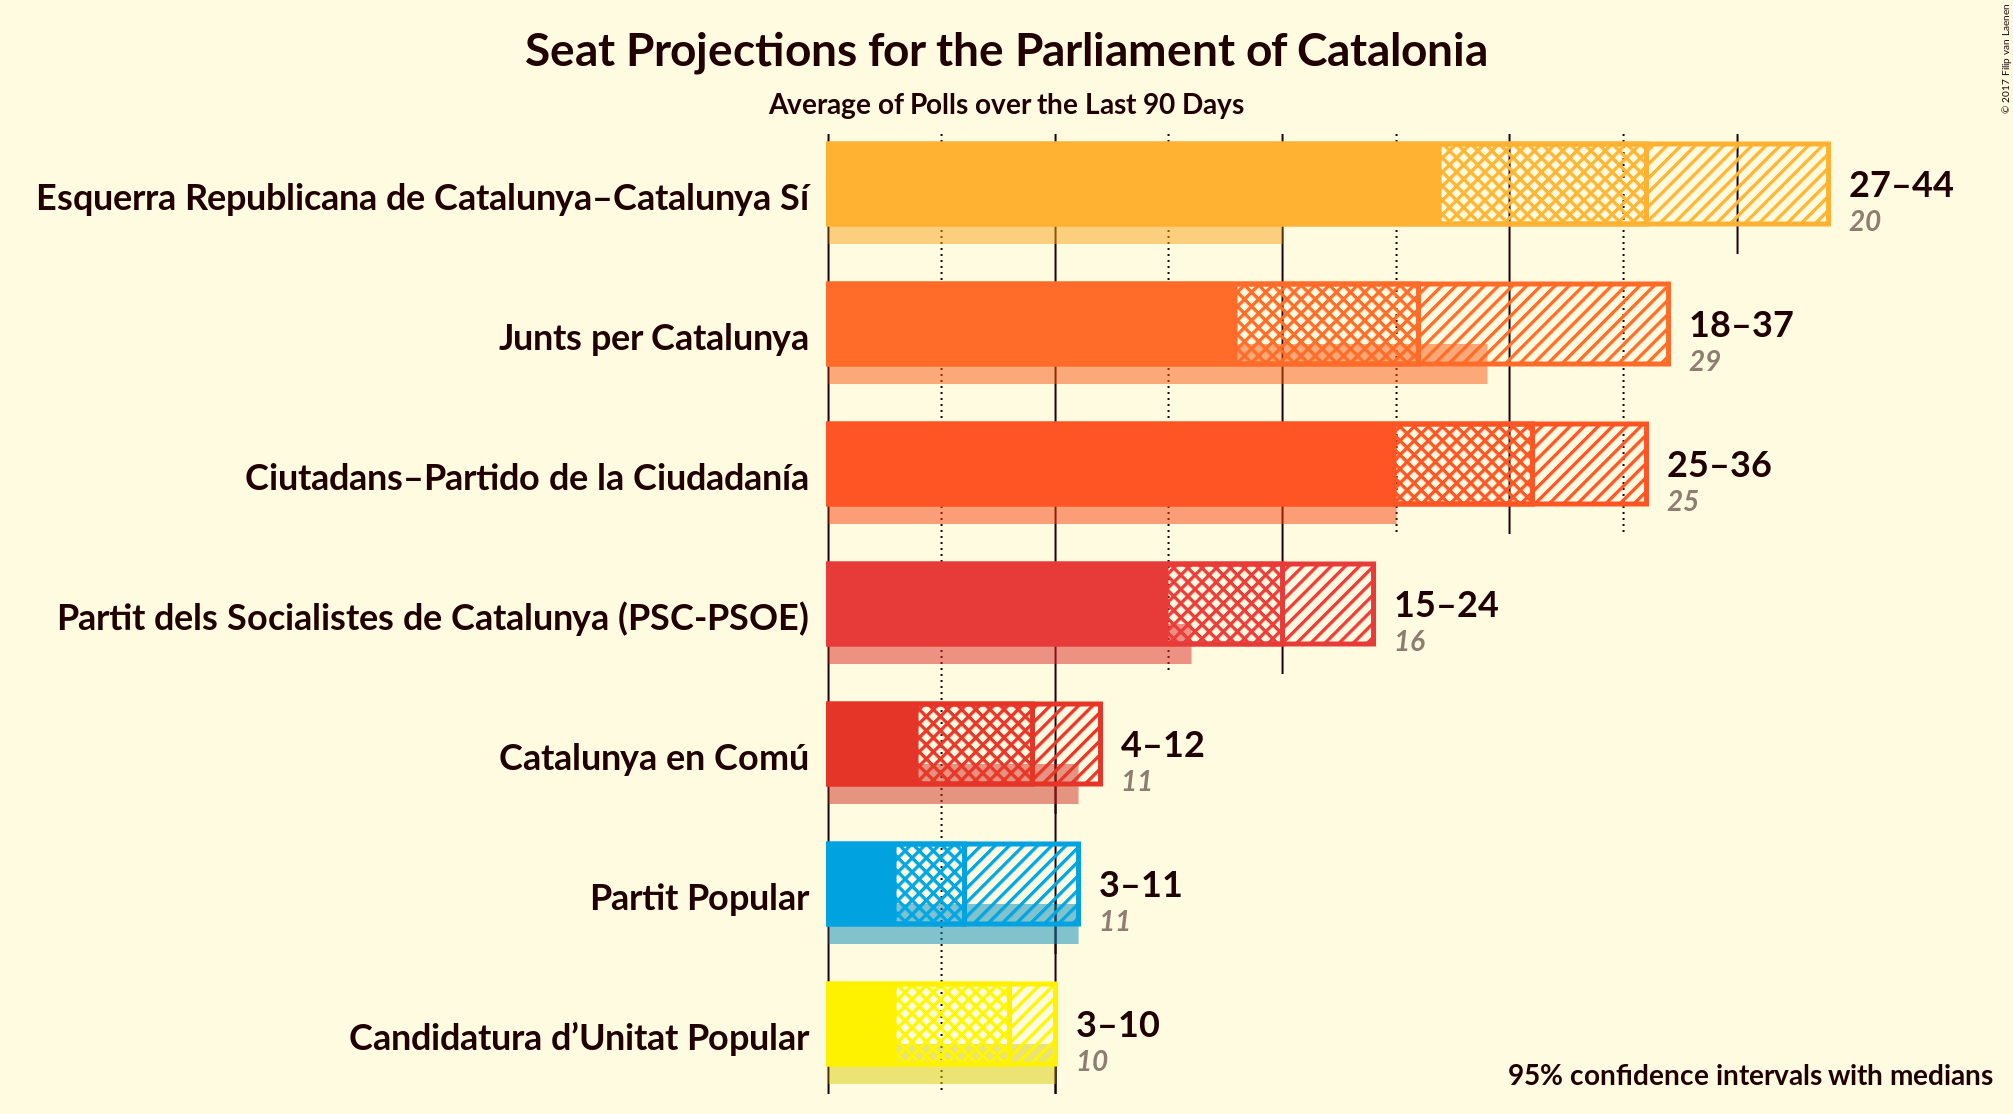 Seat Projections for the Parliament of Catalonia
Average of Polls over the Last 90 Days
© 2017 Filip van Laenen
Esquerra Republicana de Catalunya–Catalunya Sí
27–44
20
Junts per Catalunya
18–37
29
Ciutadans–Partido de la Ciudadanía
25–36
25
Partit dels Socialistes de Catalunya (PSC-PSOE)
15–24
16
Catalunya en Comú
4–12
11
Partit Popular
3–11
11
Candidatura d’Unitat Popular
3–10
10
95% confidence intervals with medians